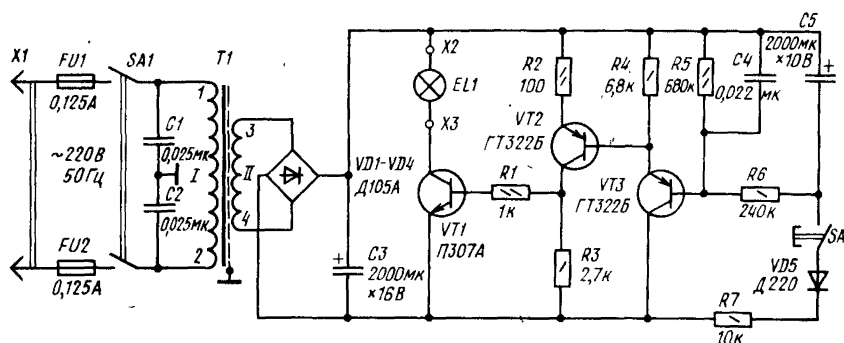 X1
FU1
0,125А
SA1
T1
1
C1
0,025мк
~220В
50Гц
I
C2
0,025мк
2
FU2
0,125А
3
II
4
VD1-VD4
Д105А
+
C3
2000мк
×16В
X2
EL1
X3
VT1
П307А
R1
1к
R2
100
VT2
ГТ322Б
R3
2,7к
R4
6,8к
VT3
ГТ322Б
R5
680к
C4
0,022 мк
C5
2000мк
×10В
+
R6
240к
SA
VD5
Д220
R7
10к